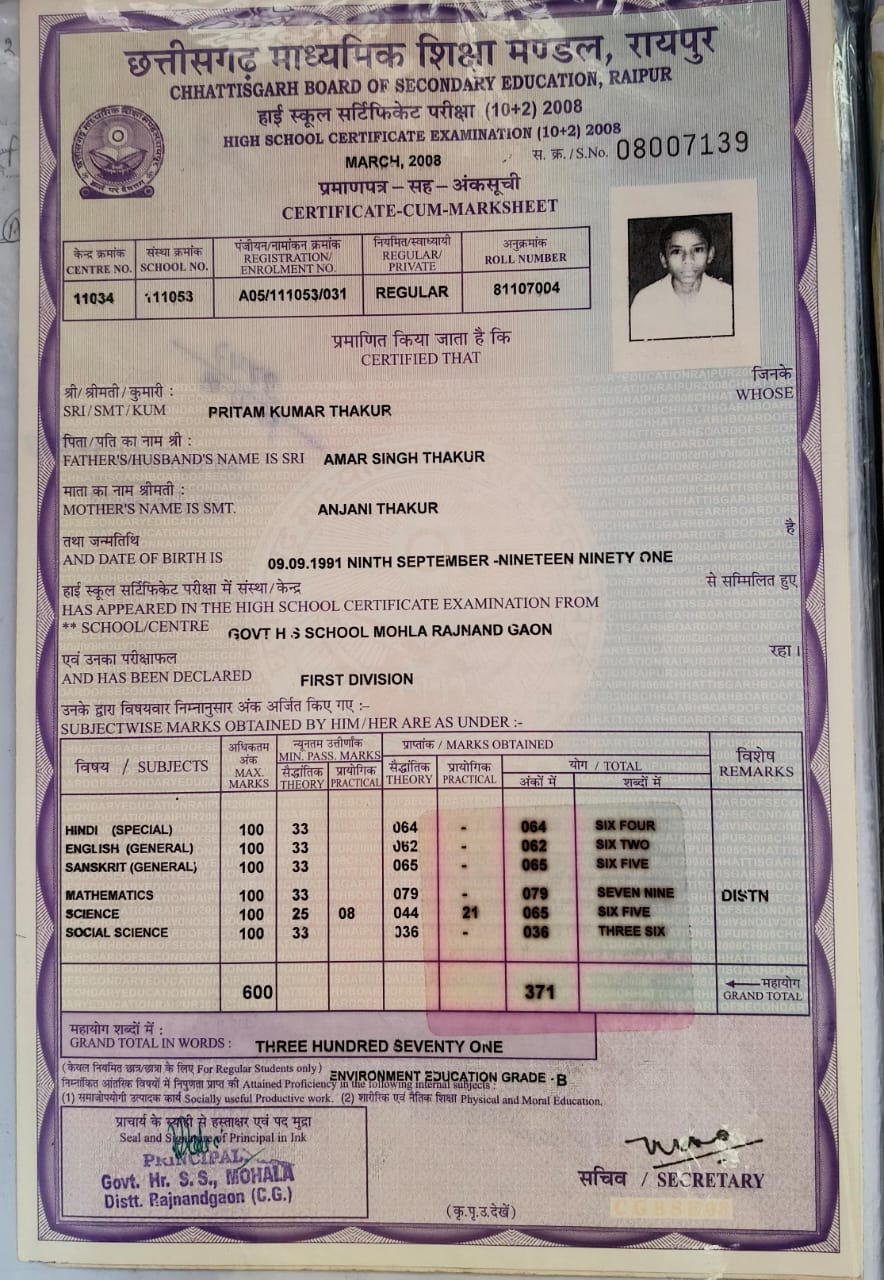 छत्तीसगढ़ माध्यमिक शिक्षा मण्डल, रायपुर
CHHATTISGARH BOARD OF SECONDARY EDUCATION, RAIPUR
हाई स्कूल सर्टिफिकेट परीक्षा (10+2) 2008
HIGH SCHOOL CERTIFICATE EXAMINATION (10+2) 2008
MARCH, 2008
स. क्र. / S.No. 08007139
प्रमाणपत्र – सह – अंकसूची
CERTIFICATE-CUM-MARKSHEET
केन्द्र क्रमांक संस्था क्रमांक पंजीयन/नामांकन क्रमांक नियमित/स्वाध्यायी अनुक्रमांक
CENTRE NO. SCHOOL NO. REGISTRATION/ ENROLMENT NO. REGULAR/ PRIVATE ROLL NUMBER
11034 111053 A05/111053/031 REGULAR 81107004
प्रमाणित किया जाता है कि
CERTIFIED THAT
जिनके
WHOSE
श्री/श्रीमती/कुमारी :
SRI/SMT/KUM PRITAM KUMAR THAKUR
पिता/पति का नाम श्री :
FATHER'S/HUSBAND'S NAME IS SRI AMAR SINGH THAKUR
माता का नाम श्रीमती :
MOTHER'S NAME IS SMT. ANJANI THAKUR
तथा जन्मतिथि है
AND DATE OF BIRTH IS 09.09.1991 NINTH SEPTEMBER -NINETEEN NINETY ONE
हाई स्कूल सर्टिफिकेट परीक्षा में संस्था/केन्द्र से सम्मिलित हुए
HAS APPEARED IN THE HIGH SCHOOL CERTIFICATE EXAMINATION FROM
** SCHOOL/CENTRE GOVT H S SCHOOL MOHLA RAJNAND GAON
एवं उनका परीक्षाफल रहा।
AND HAS BEEN DECLARED FIRST DIVISION
उनके द्वारा विषयवार निम्नानुसार अंक अर्जित किए गए :-
SUBJECTWISE MARKS OBTAINED BY HIM/HER ARE AS UNDER :-
विषय / SUBJECTS अधिकतम अंक MAX. MARKS न्यूनतम उत्तीर्णांक MIN. PASS. MARKS प्राप्तांक / MARKS OBTAINED विशेष REMARKS
सैद्धांतिक THEORY प्रायोगिक PRACTICAL सैद्धांतिक THEORY प्रायोगिक PRACTICAL योग / TOTAL
अंकों में शब्दों में
HINDI (SPECIAL) 100 33 064 - 064 SIX FOUR
ENGLISH (GENERAL) 100 33 062 - 062 SIX TWO
SANSKRIT (GENERAL) 100 33 065 - 065 SIX FIVE
MATHEMATICS 100 33 079 - 079 SEVEN NINE DISTN
SCIENCE 100 25 08 044 21 065 SIX FIVE
SOCIAL SCIENCE 100 33 036 - 036 THREE SIX
600 371 महायोग
GRAND TOTAL
महायोग शब्दों में :
GRAND TOTAL IN WORDS : THREE HUNDRED SEVENTY ONE
(केवल नियमित छात्र/छात्रा के लिए For Regular Students only) ENVIRONMENT EDUCATION GRADE - B
निम्नांकित आंतरिक विषयों में निपुणता प्राप्त की Attained Proficiency in the following internal subjects :
(1) समाजोपयोगी उत्पादक कार्य Socially useful Productive work. (2) शारीरिक एवं नैतिक शिक्षा Physical and Moral Education.
प्राचार्य के स्याही से हस्ताक्षर एवं पद मुद्रा
Seal and Signature of Principal in Ink
PRINCIPAL
Govt. Hr. S. S., MOHALA
Distt. Rajnandgaon (C.G.)
सचिव / SECRETARY
(कृ.पृ.उ.देखें)
CGBSE08